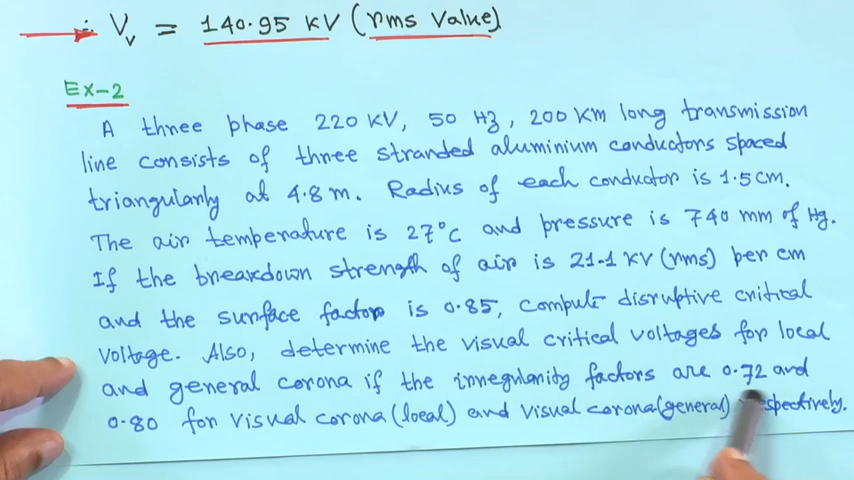 ∴ Vv = 140.95 KV (rms Value)
Ex-2
A three phase 220 KV, 50 Hz, 200 Km long transmission
line consists of three stranded aluminium conductors spaced
triangularly at 4.8 m. Radius of each conductor is 1.5 cm.
The air temperature is 27°C and pressure is 740 mm of Hg.
If the breakdown strength of air is 21.1 KV (rms) per cm
and the surface factor is 0.85, compute disruptive critical
voltage. Also, determine the visual critical voltages for local
and general corona if the irregularity factors are 0.72 and
0.80 for visual corona (local) and visual corona (general) respectively.